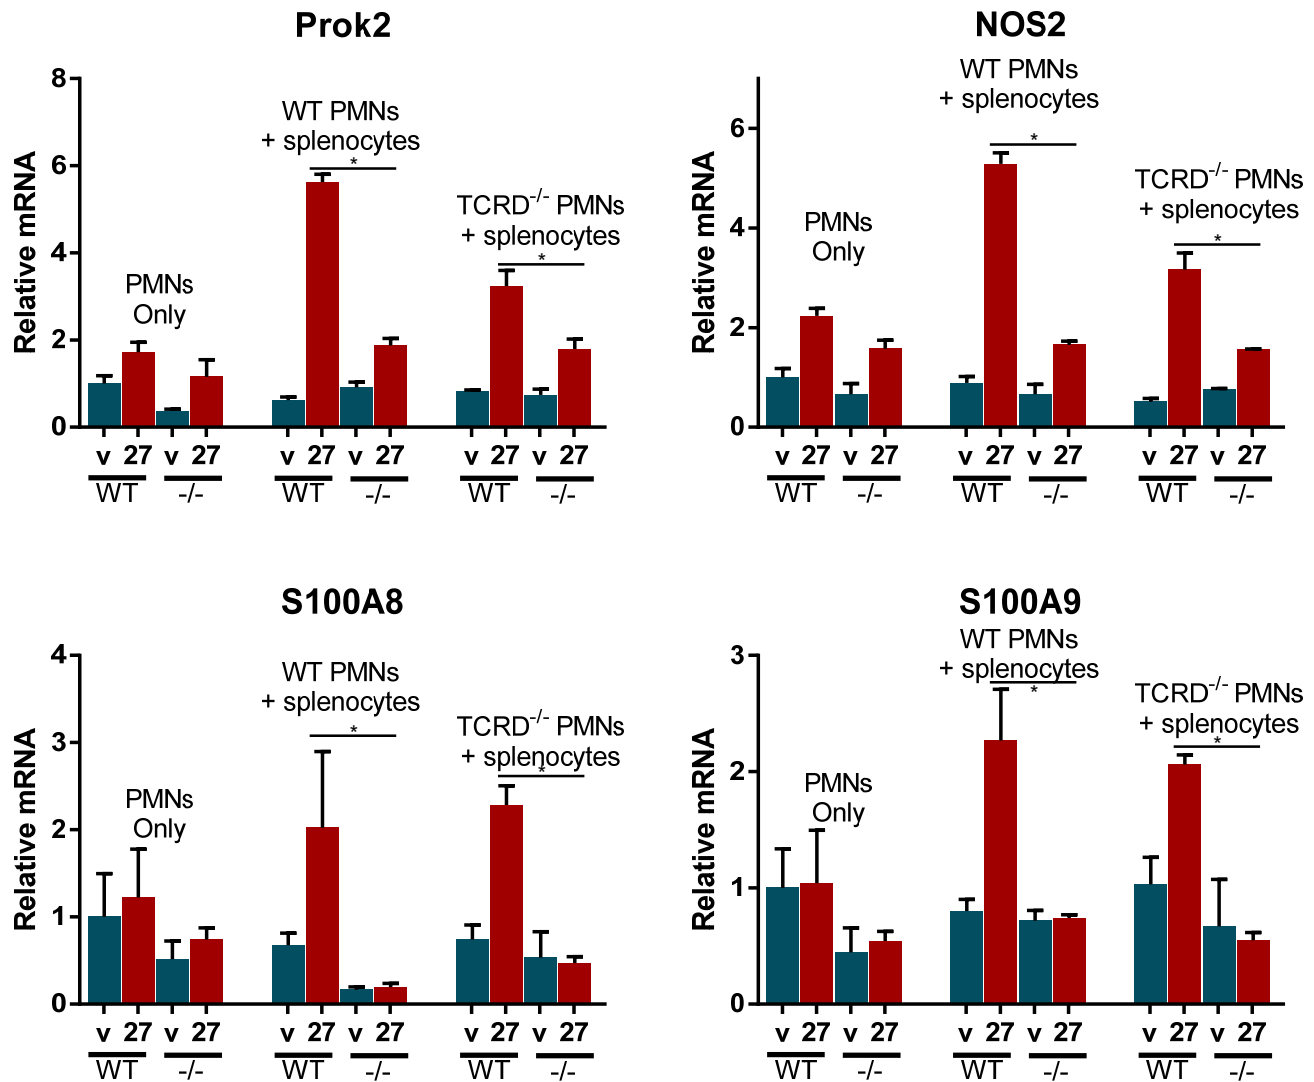 Prok2
Relative mRNA
8
6
4
2
0
PMNs
Only
WT PMNs
+ splenocytes
*
TCRD-/- PMNs
+ splenocytes
*
v 27 v 27 v 27 v 27 v 27 v 27
WT -/- WT -/- WT -/-
NOS2
Relative mRNA
6
4
2
0
PMNs
Only
WT PMNs
+ splenocytes
*
TCRD-/- PMNs
+ splenocytes
*
v 27 v 27 v 27 v 27 v 27 v 27
WT -/- WT -/- WT -/-
S100A8
Relative mRNA
4
3
2
1
0
PMNs
Only
WT PMNs
+ splenocytes
*
TCRD-/- PMNs
+ splenocytes
*
v 27 v 27 v 27 v 27 v 27 v 27
WT -/- WT -/- WT -/-
S100A9
Relative mRNA
3
2
1
0
PMNs
Only
WT PMNs
+ splenocytes
*
TCRD-/- PMNs
+ splenocytes
*
v 27 v 27 v 27 v 27 v 27 v 27
WT -/- WT -/- WT -/-